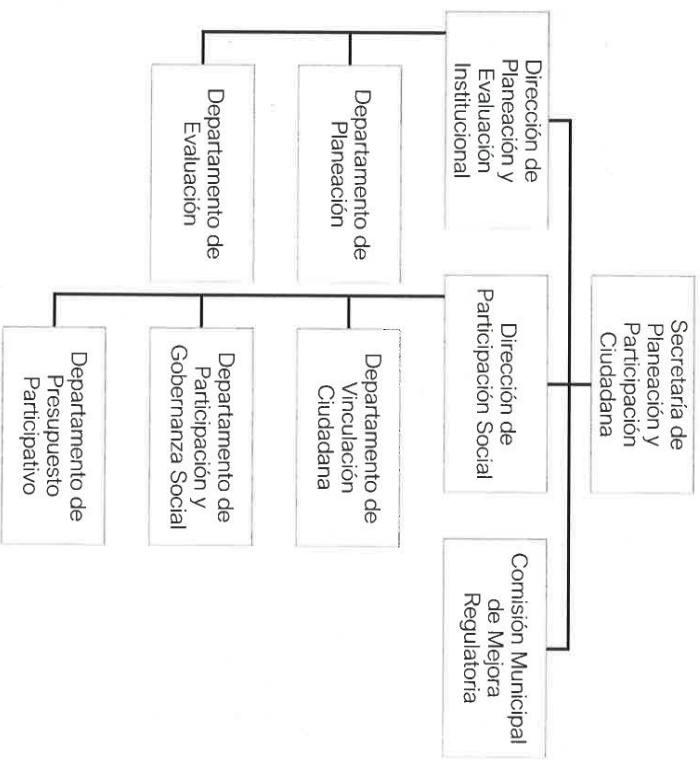 Secretaría de
Planeación y
Participación
Ciudadana
Dirección de
Planeación y
Evaluación
Institucional
Dirección de
Participación Social
Comisión Municipal
de Mejora
Regulatoria
Departamento de
Planeación
Departamento de
Vinculación
Ciudadana
Departamento de
Evaluación
Departamento de
Participación y
Gobernanza Social
Departamento de
Presupuesto
Participativo